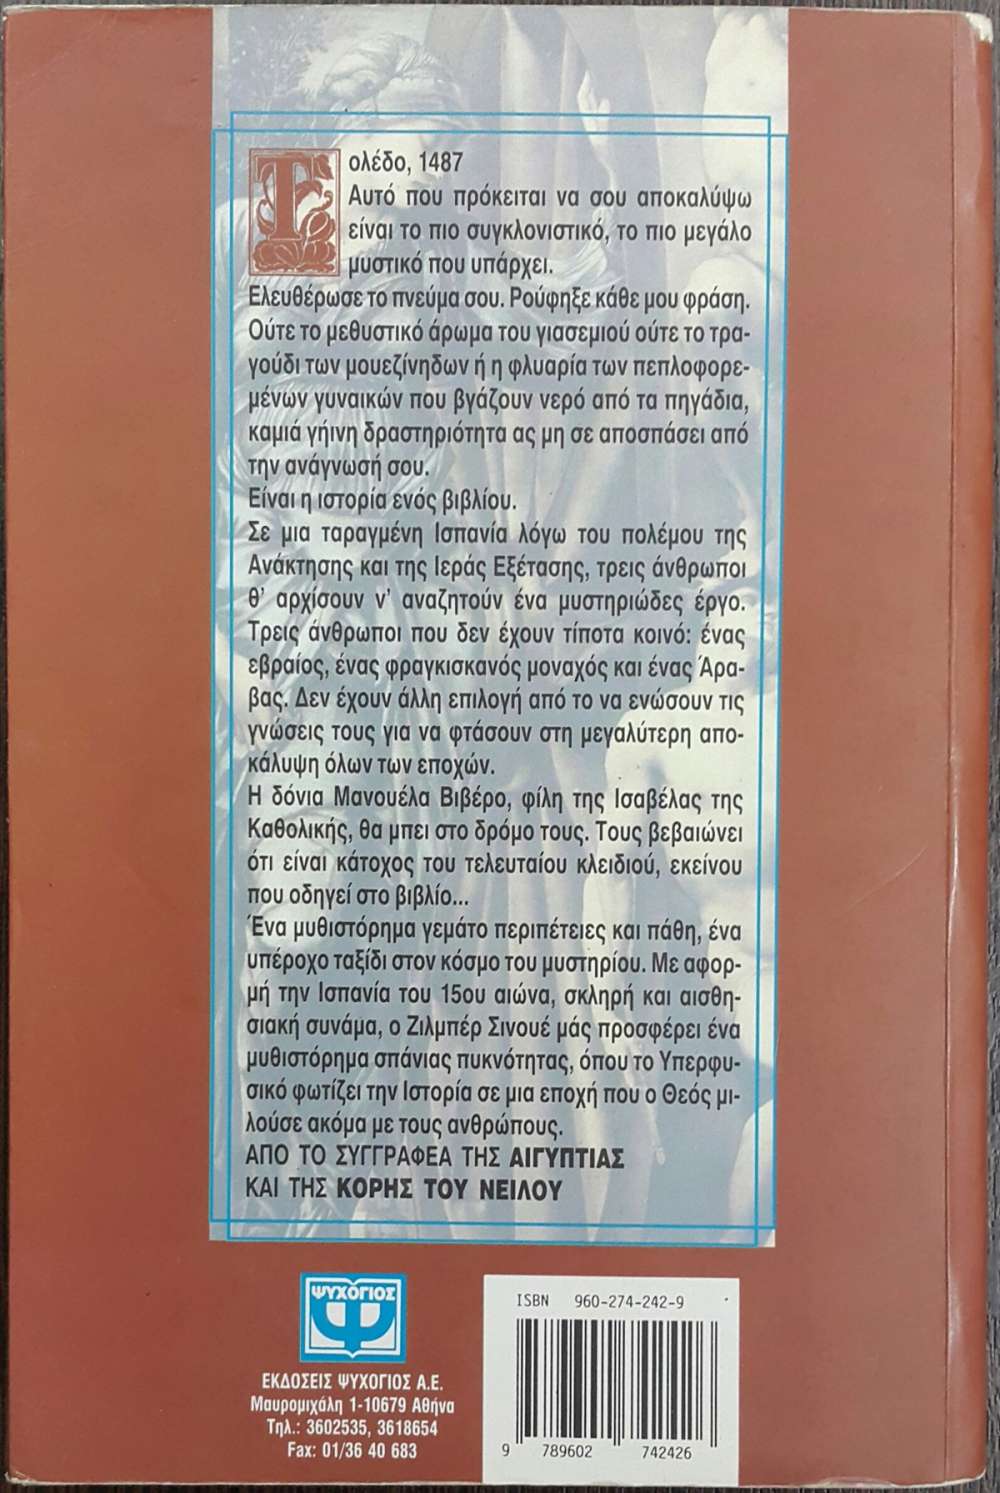 Τολέδο, 1487
Αυτό που πρόκειται να σου αποκαλύψω
είναι το πιο συγκλονιστικό, το πιο μεγάλο
μυστικό που υπάρχει.
Ελευθέρωσε το πνεύμα σου. Ρούφηξε κάθε μου φράση.
Ούτε το μεθυστικό άρωμα του γιασεμιού ούτε το τρα-
γούδι των μουεζίνηδων ή η φλυαρία των πεπλοφορε-
μένων γυναικών που βγάζουν νερό από τα πηγάδια,
καμιά γήινη δραστηριότητα ας μη σε αποσπάσει από
την ανάγνωσή σου.
Είναι η ιστορία ενός βιβλίου.
Σε μια ταραγμένη Ισπανία λόγω του πολέμου της
Ανάκτησης και της Ιεράς Εξέτασης, τρεις άνθρωποι
θ' αρχίσουν ν' αναζητούν ένα μυστηριώδες έργο.
Τρεις άνθρωποι που δεν έχουν τίποτα κοινό: ένας
εβραίος, ένας φραγκισκανός μοναχός και ένας Άρα-
βας. Δεν έχουν άλλη επιλογή από το να ενώσουν τις
γνώσεις τους για να φτάσουν στη μεγαλύτερη απο-
κάλυψη όλων των εποχών.
Η δόνια Μανουέλα Βιβέρο, φίλη της Ισαβέλας της
Καθολικής, θα μπει στο δρόμο τους. Τους βεβαιώνει
ότι είναι κάτοχος του τελευταίου κλειδιού, εκείνου
που οδηγεί στο βιβλίο...
Ένα μυθιστόρημα γεμάτο περιπέτειες και πάθη, ένα
υπέροχο ταξίδι στον κόσμο του μυστηρίου. Με αφορ-
μή την Ισπανία του 15ου αιώνα, σκληρή και αισθη-
σιακή συνάμα, ο Ζιλμπέρ Σινουέ μάς προσφέρει ένα
μυθιστόρημα σπάνιας πυκνότητας, όπου το Υπερφυ-
σικό φωτίζει την Ιστορία σε μια εποχή που ο Θεός μι-
λούσε ακόμα με τους ανθρώπους.
ΑΠΟ ΤΟ ΣΥΓΓΡΑΦΕΑ ΤΗΣ ΑΙΓΥΠΤΙΑΣ
ΚΑΙ ΤΗΣ ΚΟΡΗΣ ΤΟΥ ΝΕΙΛΟΥ
ΨΥΧΟΓΙΟΣ
Ψ
ΕΚΔΟΣΕΙΣ ΨΥΧΟΓΙΟΣ Α.Ε.
Μαυρομιχάλη 1-10679 Αθήνα
Τηλ.: 3602535, 3618654
Fax: 01/36 40 683
ISBN 960-274-242-9
9 789602 742426